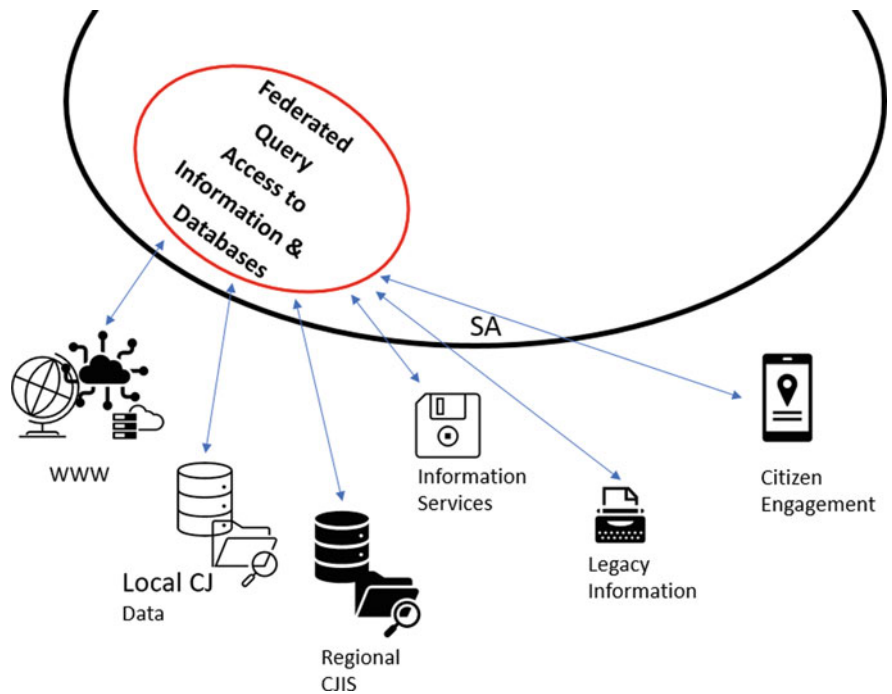 Federated
Query
Access to
Information &
Databases
SA
WWW
Information
Services
Citizen
Engagement
Local CJ
Data
Legacy
Information
Regional
CJIS